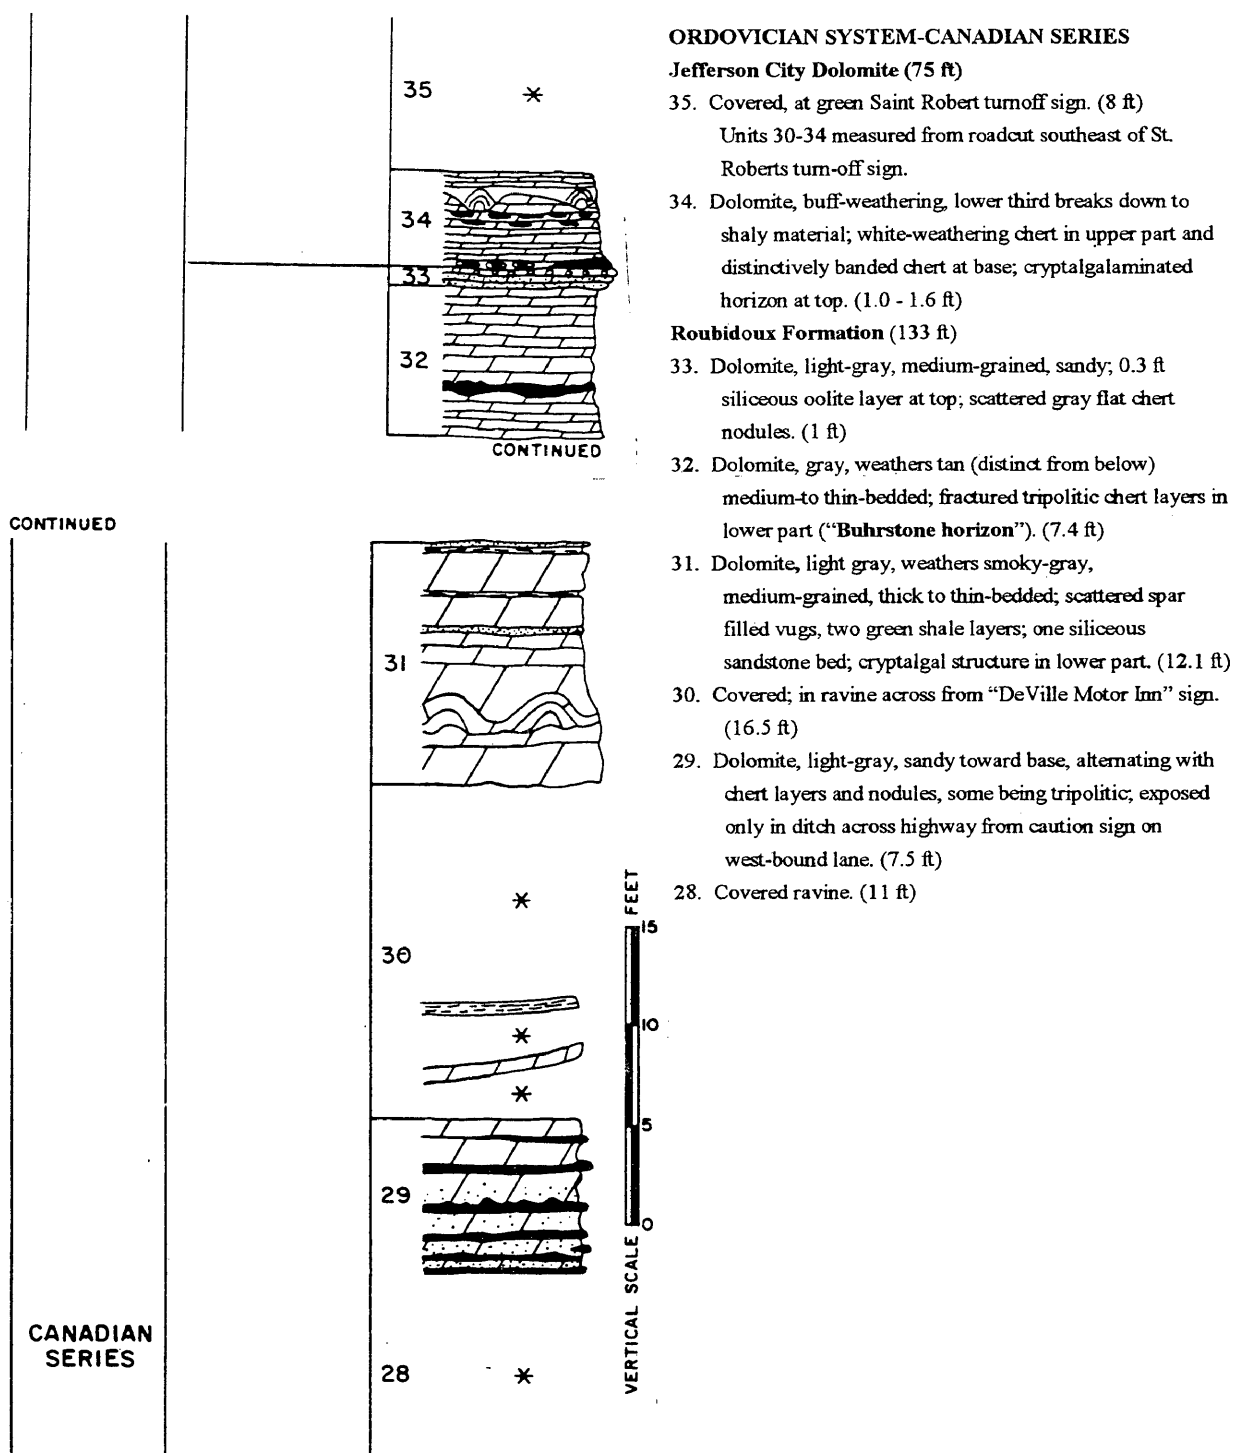 35
34
33
32
CONTINUED
CONTINUED
31
30
29
28
CANADIAN
SERIES
VERTICAL SCALE FEET
15
10
5
0
ORDOVICIAN SYSTEM-CANADIAN SERIES
Jefferson City Dolomite (75 ft)
35. Covered, at green Saint Robert turnoff sign. (8 ft)
Units 30-34 measured from roadcut southeast of St.
Roberts turn-off sign.
34. Dolomite, buff-weathering, lower third breaks down to
shaly material; white-weathering chert in upper part and
distinctively banded chert at base; cryptalgalaminated
horizon at top. (1.0 - 1.6 ft)
Roubidoux Formation (133 ft)
33. Dolomite, light-gray, medium-grained, sandy; 0.3 ft
siliceous oolite layer at top; scattered gray flat chert
nodules. (1 ft)
32. Dolomite, gray, weathers tan (distinct from below)
medium-to thin-bedded; fractured tripolitic chert layers in
lower part (“Buhrstone horizon”). (7.4 ft)
31. Dolomite, light gray, weathers smoky-gray,
medium-grained, thick to thin-bedded; scattered spar
filled vugs, two green shale layers; one siliceous
sandstone bed; cryptalgal structure in lower part. (12.1 ft)
30. Covered; in ravine across from “DeVille Motor Inn” sign.
(16.5 ft)
29. Dolomite, light-gray, sandy toward base, alternating with
chert layers and nodules, some being tripolitic; exposed
only in ditch across highway from caution sign on
west-bound lane. (7.5 ft)
28. Covered ravine. (11 ft)